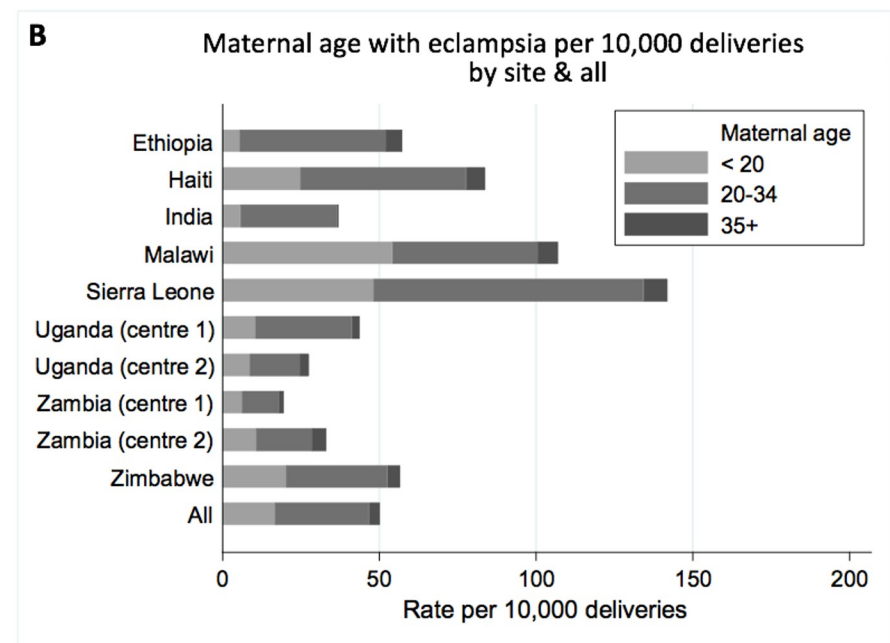 B
Maternal age with eclampsia per 10,000 deliveries
by site & all
Maternal age
< 20
20-34
35+
Ethiopia
Haiti
India
Malawi
Sierra Leone
Uganda (centre 1)
Uganda (centre 2)
Zambia (centre 1)
Zambia (centre 2)
Zimbabwe
All
0 50 100 150 200
Rate per 10,000 deliveries